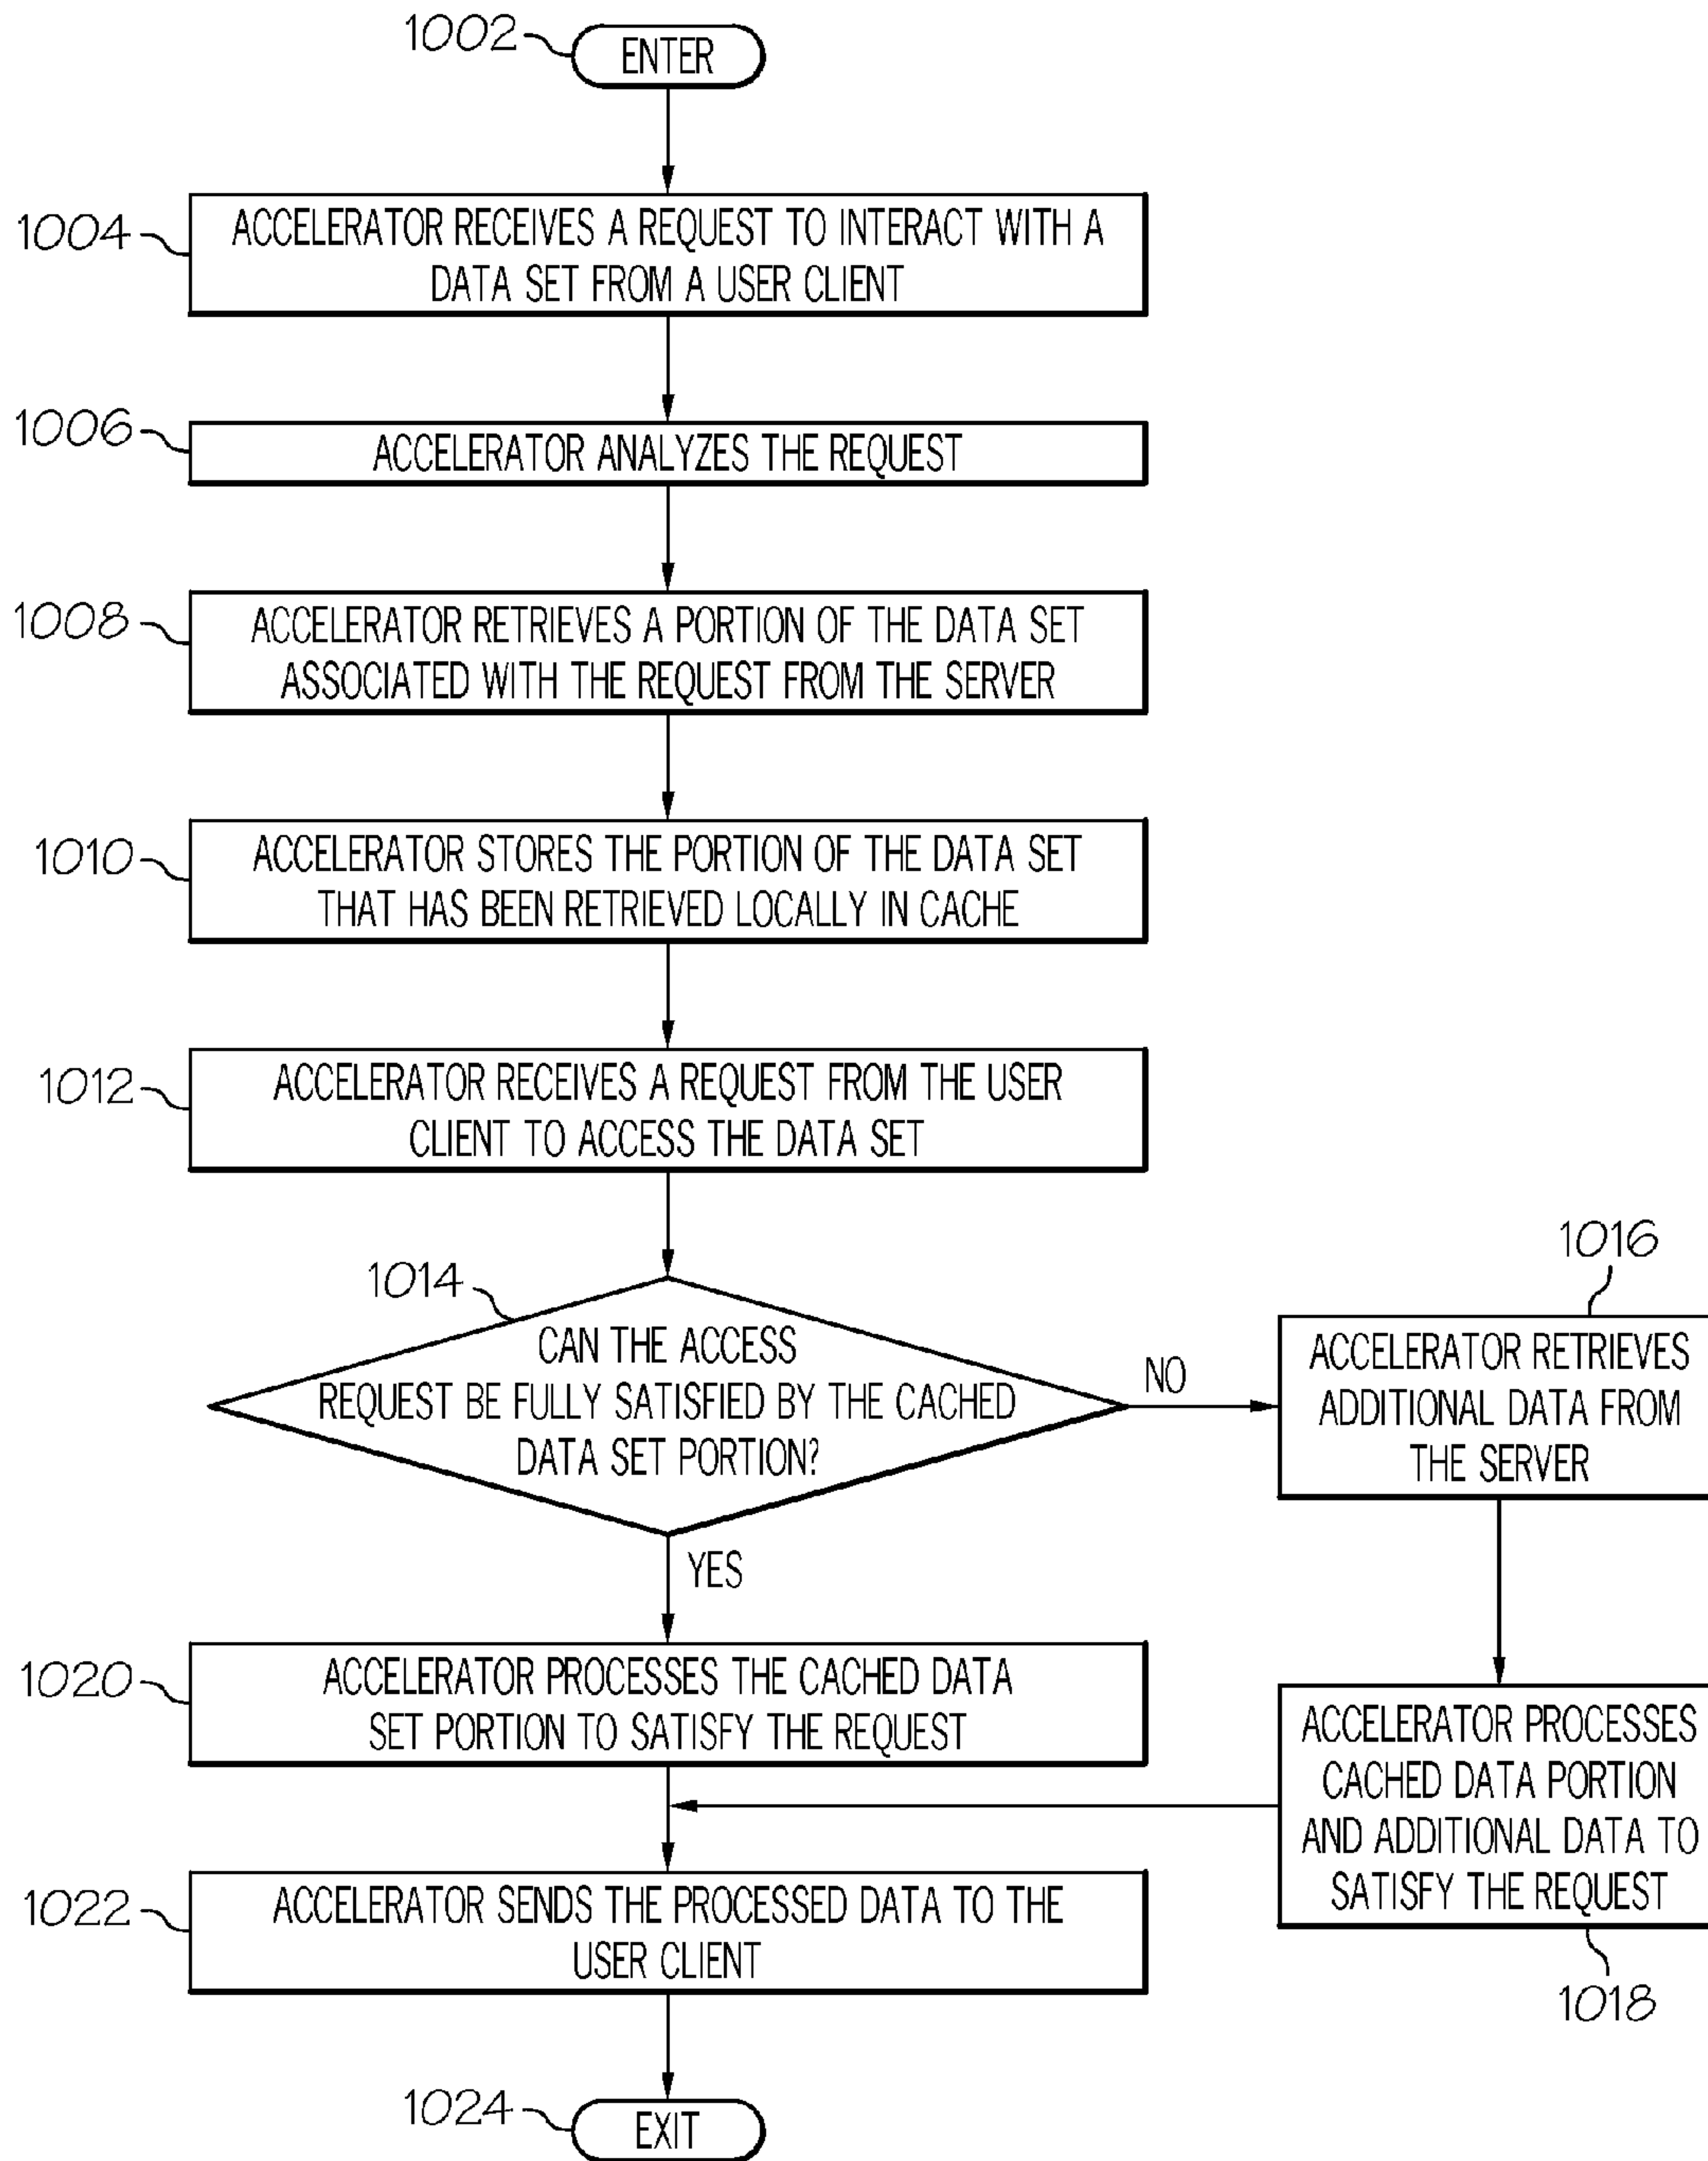 1002
ENTER
1004
ACCELERATOR RECEIVES A REQUEST TO INTERACT WITH A
DATA SET FROM A USER CLIENT
1006
ACCELERATOR ANALYZES THE REQUEST
1008
ACCELERATOR RETRIEVES A PORTION OF THE DATA SET
ASSOCIATED WITH THE REQUEST FROM THE SERVER
1010
ACCELERATOR STORES THE PORTION OF THE DATA SET
THAT HAS BEEN RETRIEVED LOCALLY IN CACHE
1012
ACCELERATOR RECEIVES A REQUEST FROM THE USER
CLIENT TO ACCESS THE DATA SET
1014
CAN THE ACCESS
REQUEST BE FULLY SATISFIED BY THE CACHED
DATA SET PORTION?
NO
1016
ACCELERATOR RETRIEVES
ADDITIONAL DATA FROM
THE SERVER
YES
1020
ACCELERATOR PROCESSES THE CACHED DATA
SET PORTION TO SATISFY THE REQUEST
ACCELERATOR PROCESSES
CACHED DATA PORTION
AND ADDITIONAL DATA TO
SATISFY THE REQUEST
1018
1022
ACCELERATOR SENDS THE PROCESSED DATA TO THE
USER CLIENT
1024
EXIT